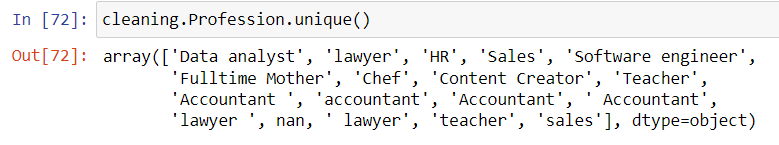 In [72]: cleaning.Profession.unique()
Out[72]: array(['Data analyst', 'lawyer', 'HR', 'Sales', 'Software engineer',
'Fulltime Mother', 'Chef', 'Content Creator', 'Teacher',
'Accountant ', 'accountant', 'Accountant', ' Accountant',
'lawyer ', nan, ' lawyer', 'teacher', 'sales'], dtype=object)